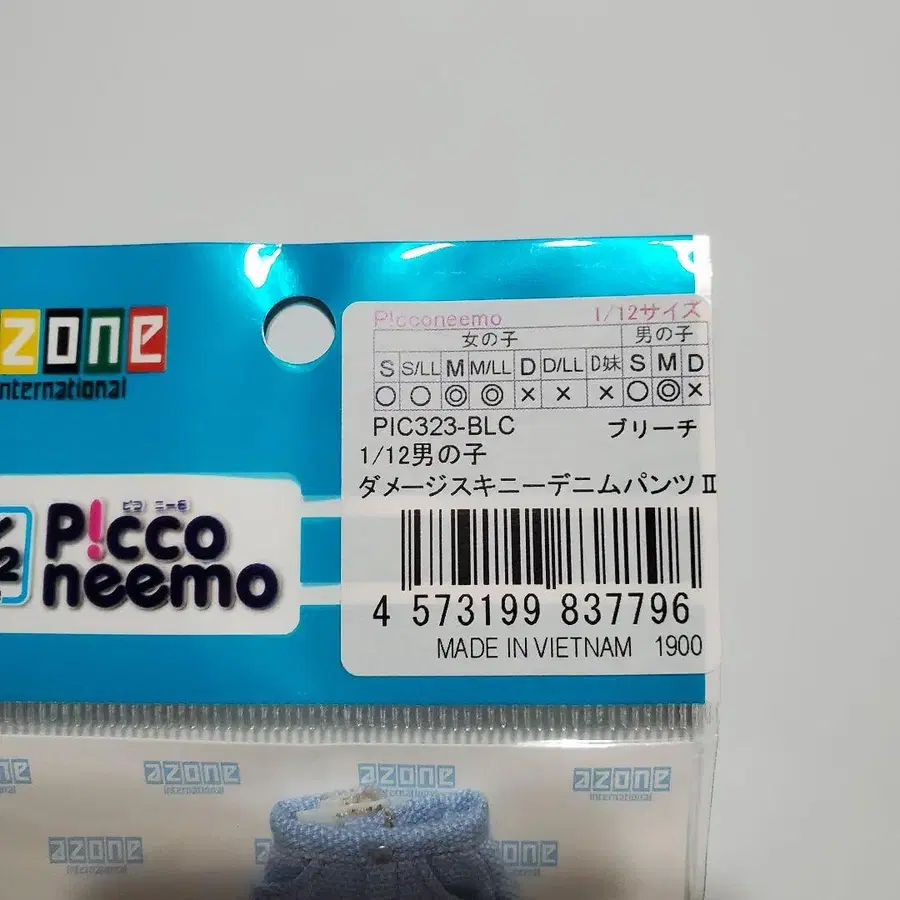 azone
international
ピコ ニーモ
P!cco
neemo
P!cconeemo 1/12サイズ
女の子 男の子
S S/LL M M/LL D D/LL D妹 S M D
○ ○ ◎ ◎ × × × ○ ◎ ×
PIC323-BLC ブリーチ
1/12男の子
ダメージスキニーデニムパンツⅡ
4 573199 837796
MADE IN VIETNAM 1900
azone azone azone
international international
azone azone
international